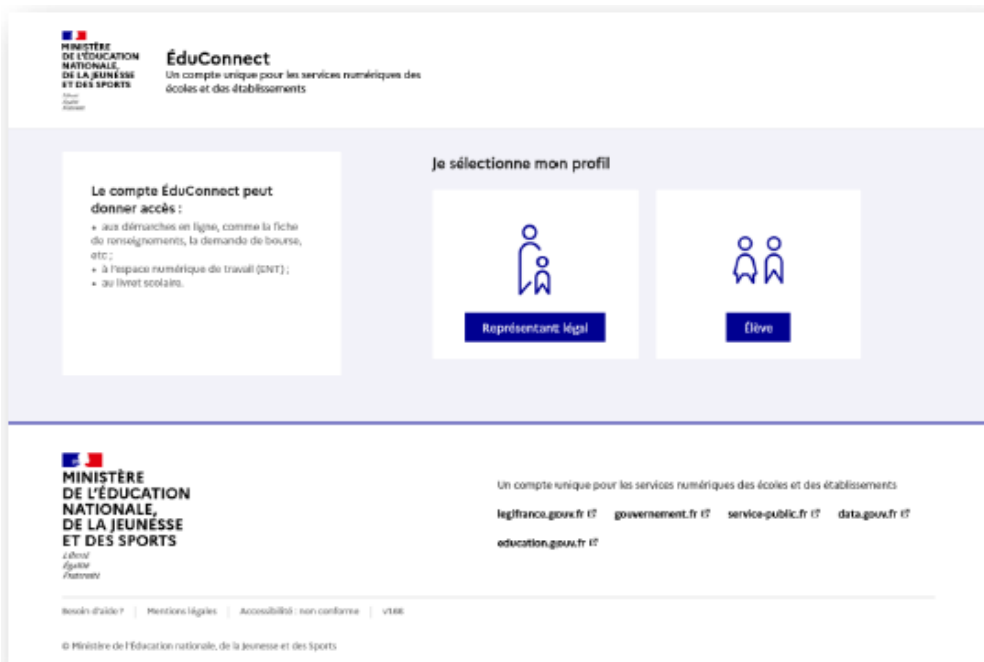 MINISTÈRE
DE L'ÉDUCATION
NATIONALE,
DE LA JEUNESSE
ET DES SPORTS
Liberté
Égalité
Fraternité
ÉduConnect
Un compte unique pour les services numériques des
écoles et des établissements
Le compte ÉduConnect peut
donner accès :
• aux démarches en ligne, comme la fiche
de renseignements, la demande de bourse,
etc ;
• à l'espace numérique de travail (ENT) ;
• au livret scolaire.
Je sélectionne mon profil
Représentant légal
Élève
MINISTÈRE
DE L'ÉDUCATION
NATIONALE,
DE LA JEUNESSE
ET DES SPORTS
Liberté
Égalité
Fraternité
Un compte unique pour les services numériques des écoles et des établissements
legifrance.gouv.fr gouvernement.fr service-public.fr data.gouv.fr
education.gouv.fr
Besoin d'aide ? | Mentions légales | Accessibilité : non conforme |
© Ministère de l'Éducation nationale, de la Jeunesse et des Sports